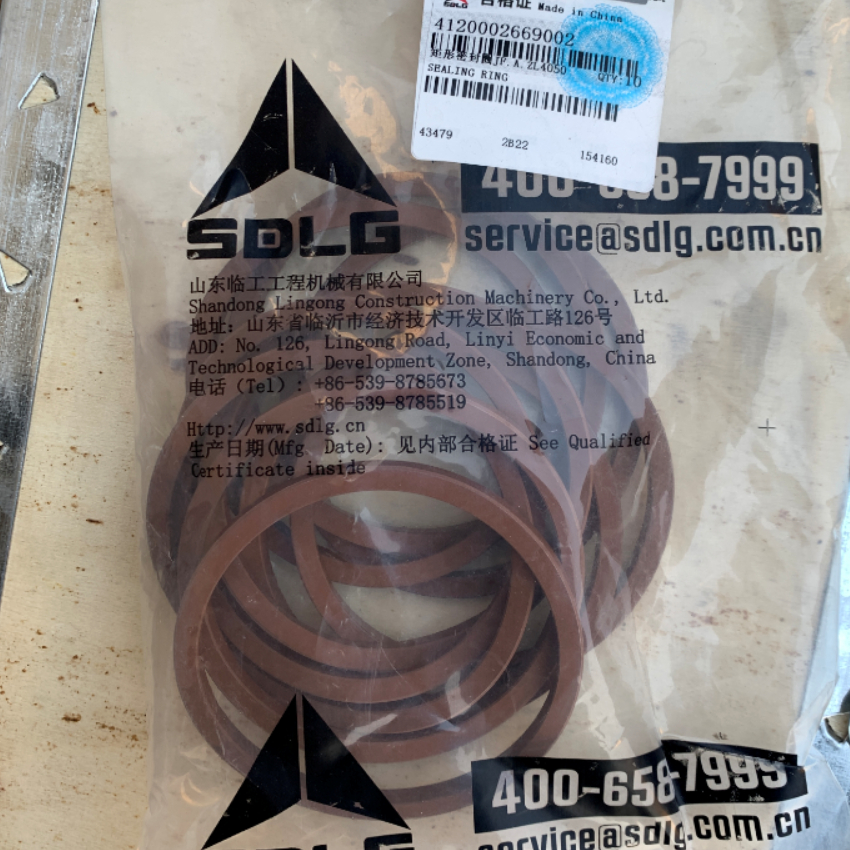 SDLG 合格证 Made in China
4120002669002
矩形密封圈JF.A.ZL4050 QTY:10
SEALING RING
43479 2B22 154160
400-658-7999
SDLG
service@sdlg.com.cn
山东临工工程机械有限公司
Shandong Lingong Construction Machinery Co., Ltd.
地址: 山东省临沂市经济技术开发区临工路126号
ADD: No. 126, Lingong Road, Linyi Economic and
Technological Development Zone, Shandong, China
电话 (Tel) : +86-539-8785673
+86-539-8785519
Http://www.sdlg.cn
生产日期(Mfg Date): 见内部合格证 See Qualified
Certificate inside
400-658-7999
SDLG
service@sdlg.com.cn